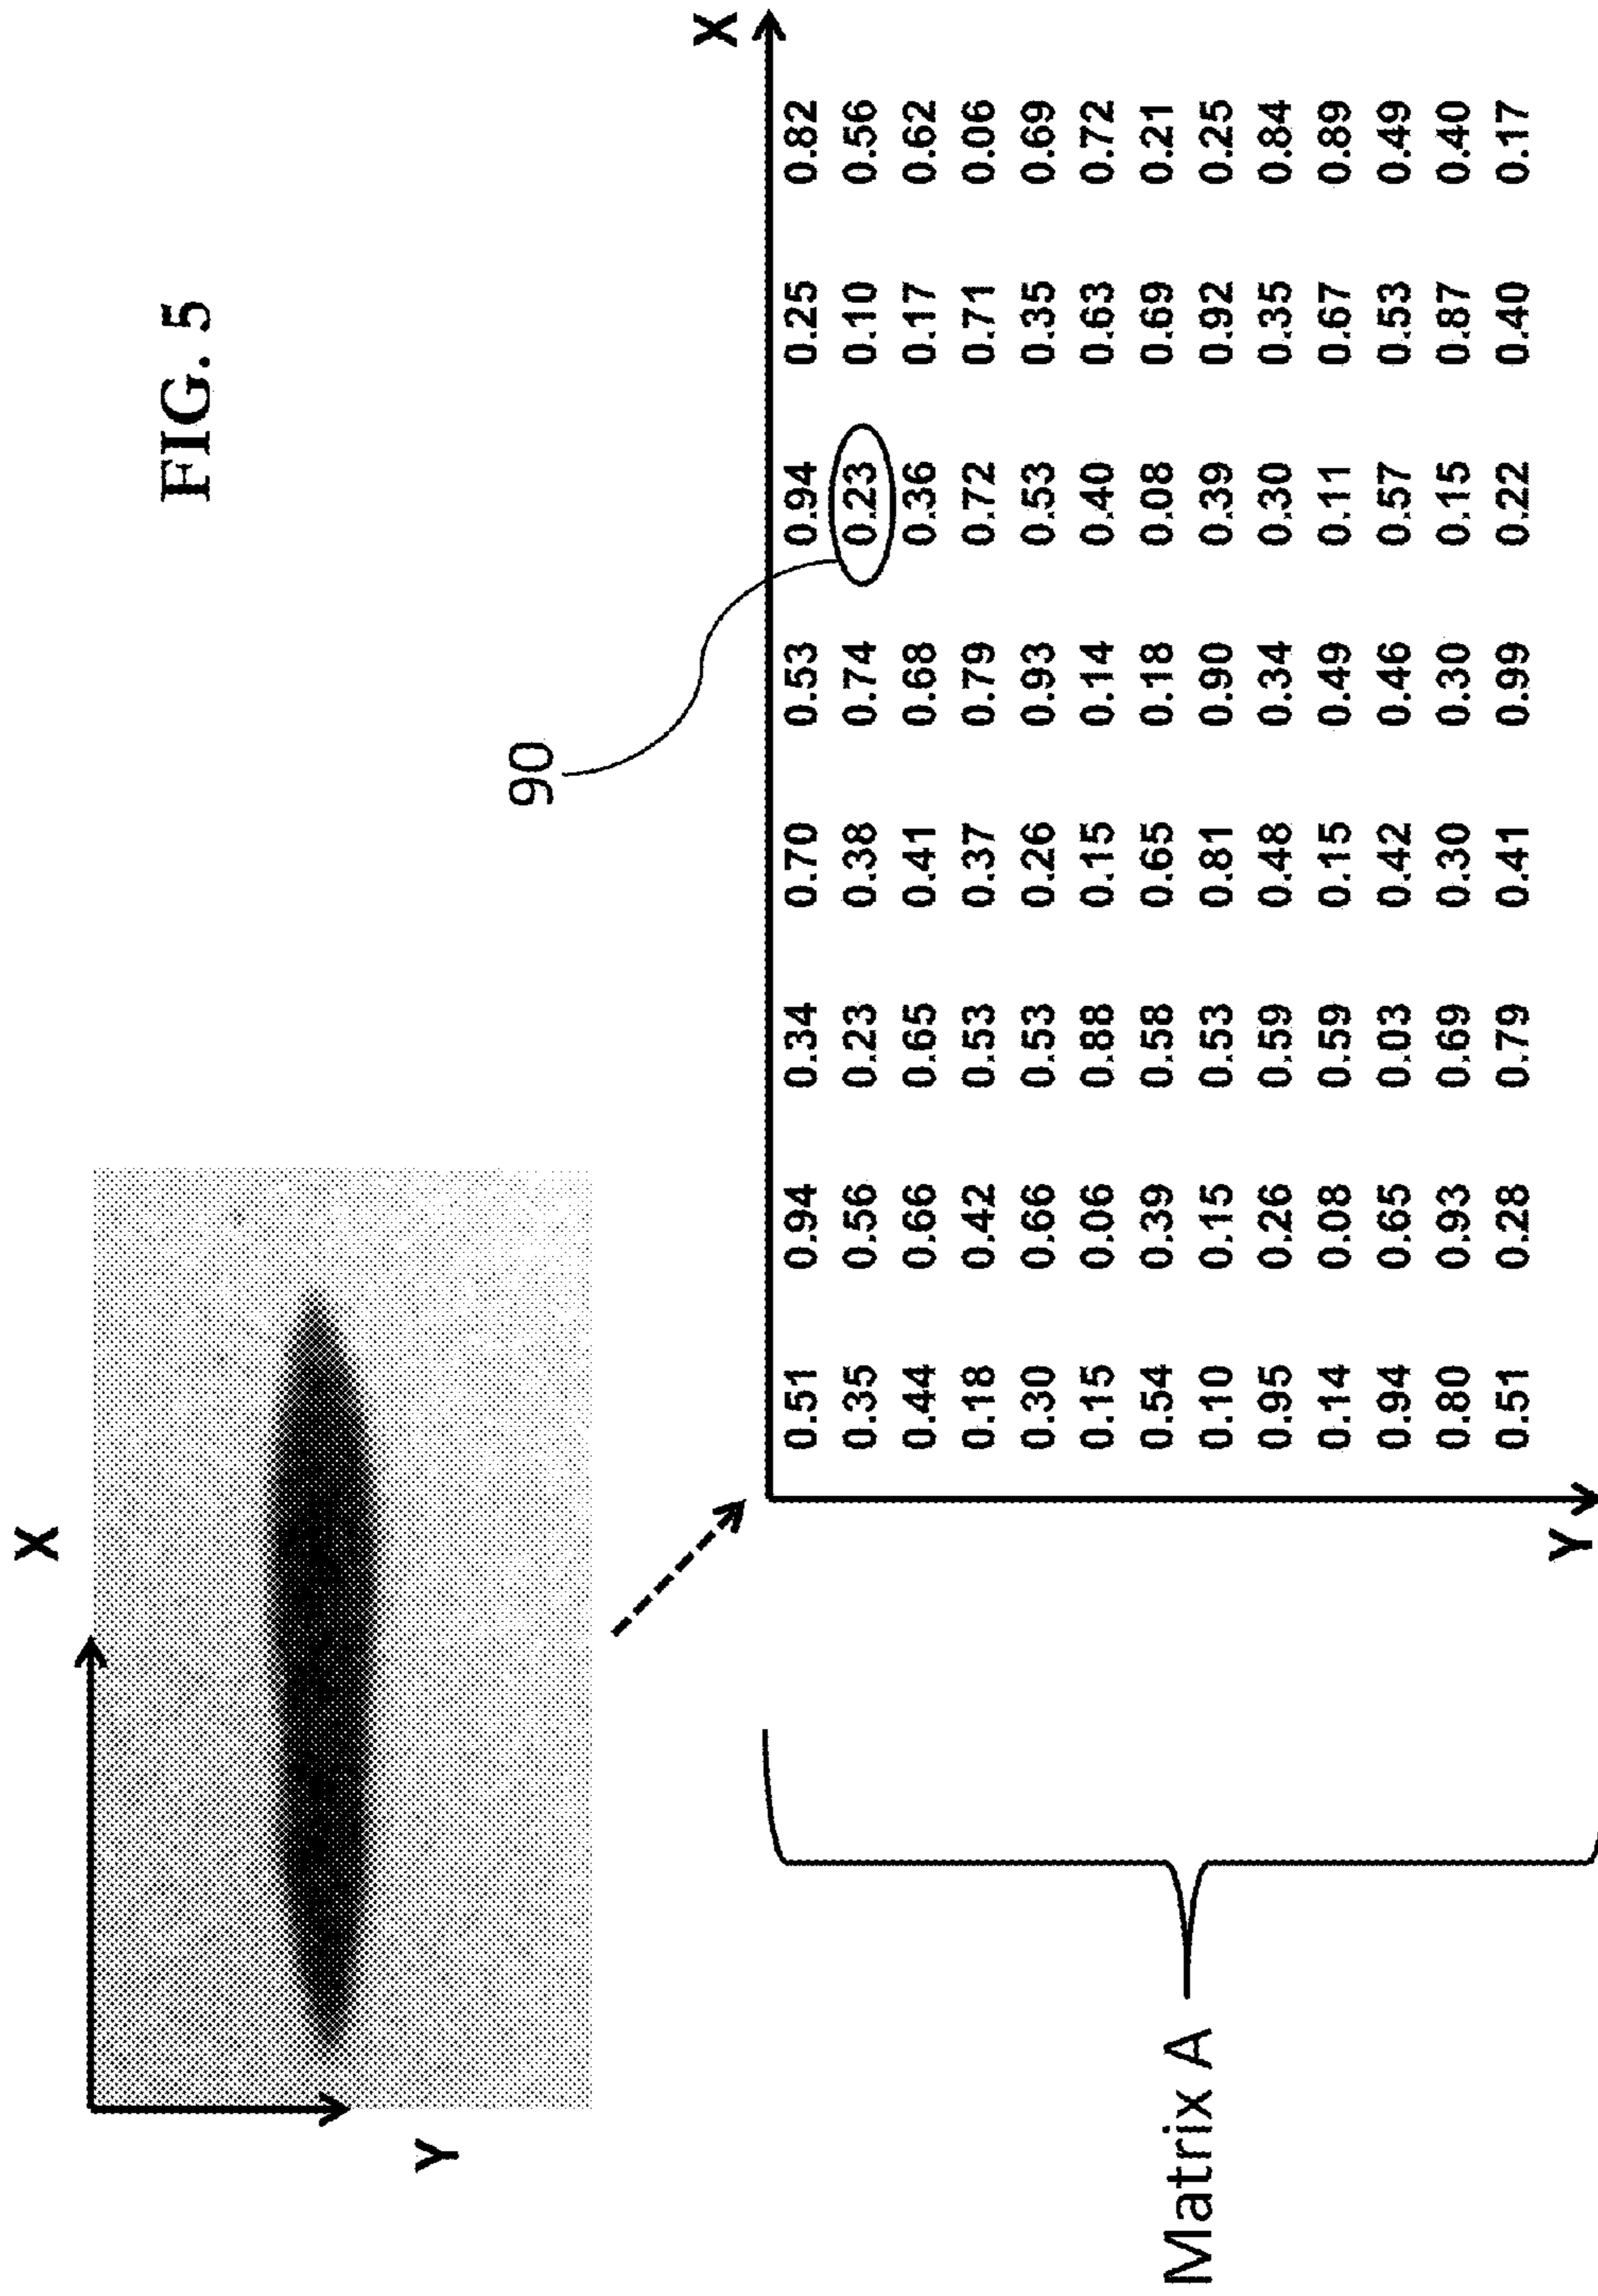 FIG. 5
X
Y
90
X
0.51 0.94 0.34 0.70 0.53 0.94 0.25 0.82
0.35 0.56 0.23 0.38 0.74 0.23 0.10 0.56
0.44 0.66 0.65 0.41 0.68 0.36 0.17 0.62
0.18 0.42 0.53 0.37 0.79 0.72 0.71 0.06
0.30 0.66 0.53 0.26 0.93 0.53 0.35 0.69
0.15 0.06 0.88 0.15 0.14 0.40 0.63 0.72
0.54 0.39 0.58 0.65 0.18 0.08 0.69 0.21
0.10 0.15 0.53 0.81 0.90 0.39 0.92 0.25
0.95 0.26 0.59 0.48 0.34 0.30 0.35 0.84
0.14 0.08 0.59 0.15 0.49 0.11 0.67 0.89
0.94 0.65 0.03 0.42 0.46 0.57 0.53 0.49
0.80 0.93 0.69 0.30 0.30 0.15 0.87 0.40
0.51 0.28 0.79 0.41 0.99 0.22 0.40 0.17
Y
Matrix A